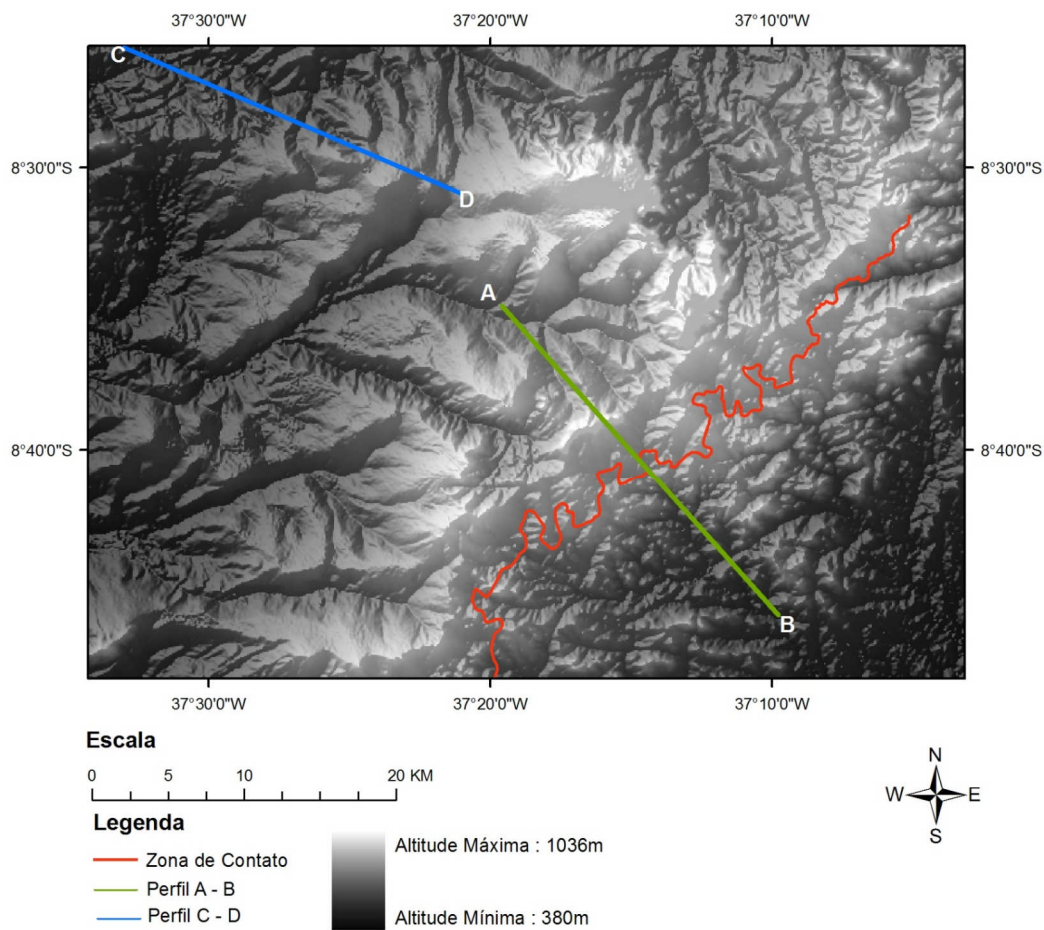 37°30'0"W 37°20'0"W 37°10'0"W
C
8°30'0"S 8°30'0"S
D
A
8°40'0"S 8°40'0"S
B
37°30'0"W 37°20'0"W 37°10'0"W
Escala
0 5 10 20 KM
N
W E
S
Legenda
Zona de Contato
Perfil A - B
Perfil C - D
Altitude Máxima : 1036m
Altitude Mínima : 380m